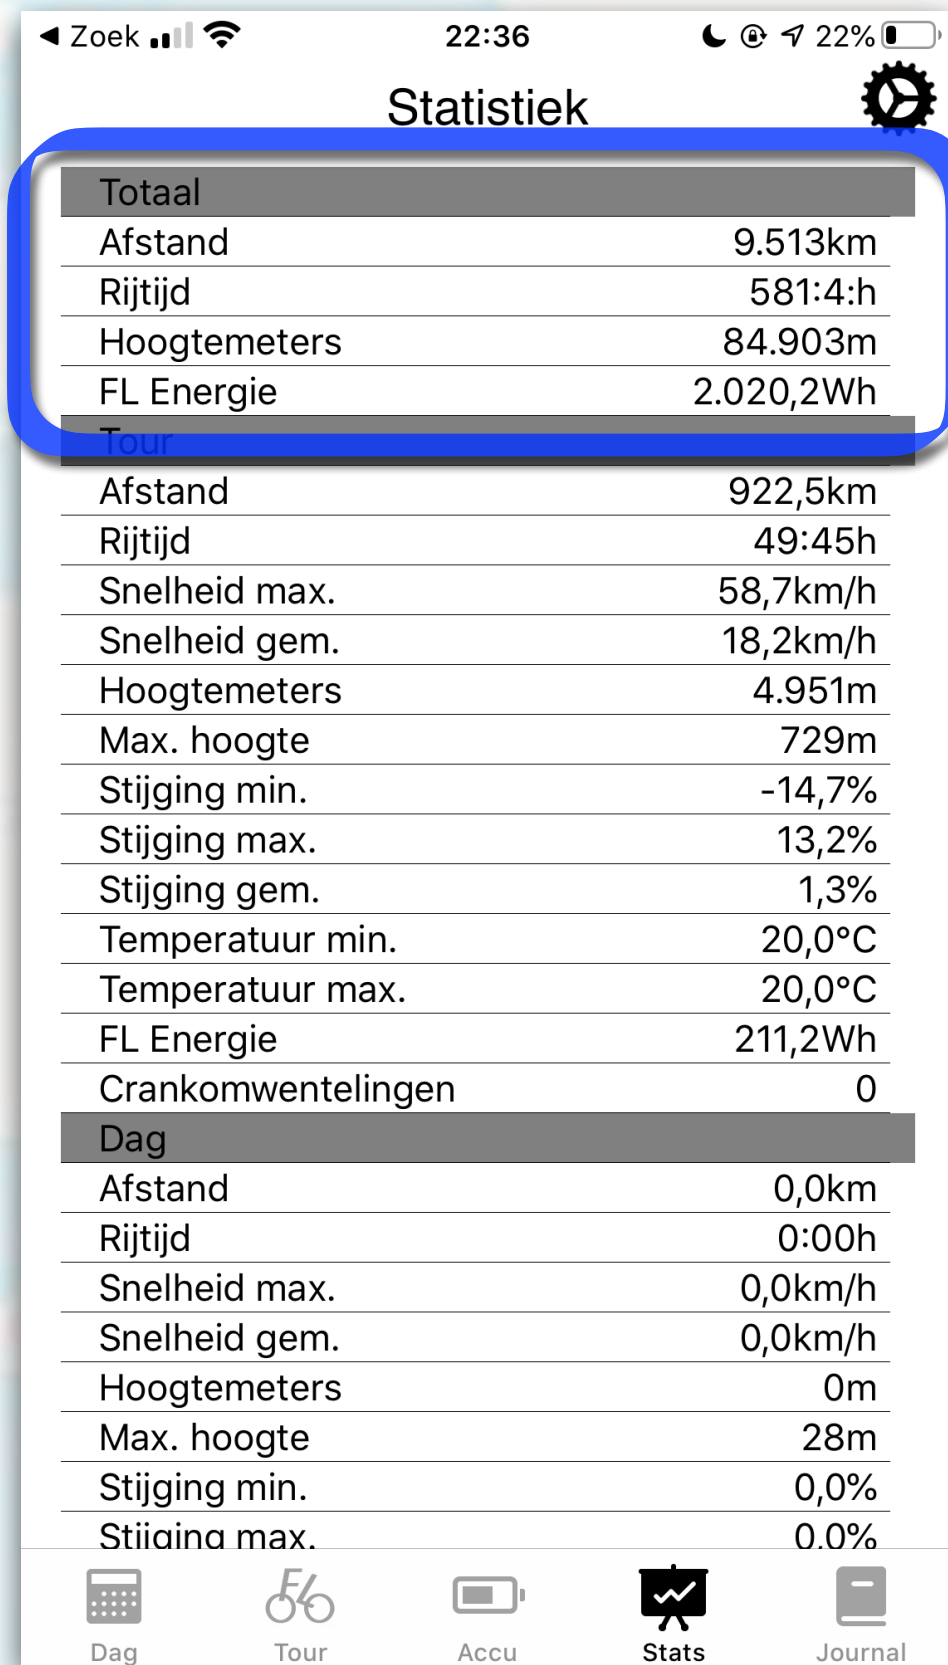 ◀ Zoek 22:36 22%
Statistiek
Totaal
Afstand 9.513km
Rijtijd 581:4:h
Hoogtemeters 84.903m
FL Energie 2.020,2Wh
Tour
Afstand 922,5km
Rijtijd 49:45h
Snelheid max. 58,7km/h
Snelheid gem. 18,2km/h
Hoogtemeters 4.951m
Max. hoogte 729m
Stijging min. -14,7%
Stijging max. 13,2%
Stijging gem. 1,3%
Temperatuur min. 20,0°C
Temperatuur max. 20,0°C
FL Energie 211,2Wh
Crankomwentelingen 0
Dag
Afstand 0,0km
Rijtijd 0:00h
Snelheid max. 0,0km/h
Snelheid gem. 0,0km/h
Hoogtemeters 0m
Max. hoogte 28m
Stijging min. 0,0%
Stijging max. 0,0%
Dag Tour Accu Stats Journal